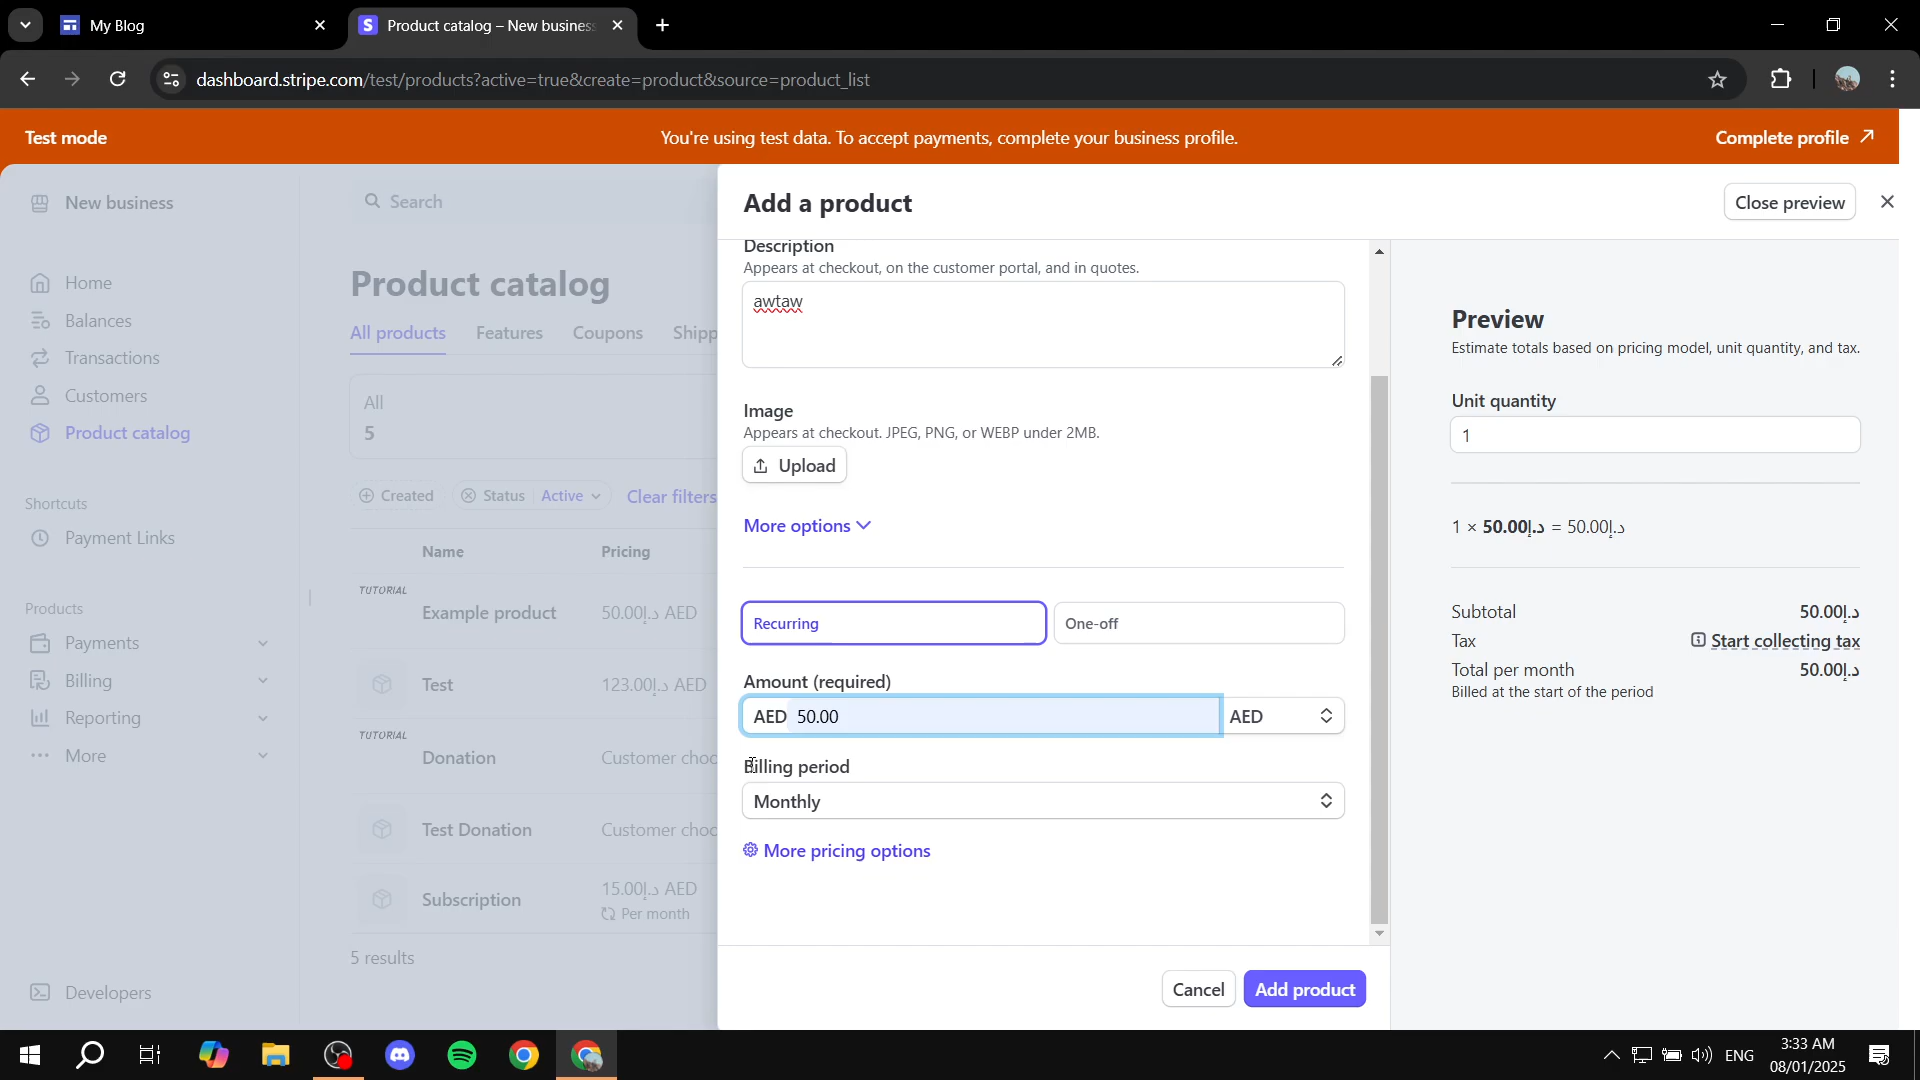 My Blog
Product catalog – New business
dashboard.stripe.com/test/products?active=true&create=product&source=product_list
Test mode
You're using test data. To accept payments, complete your business profile.
Complete profile
New business
Search
Home
Balances
Transactions
Customers
Product catalog
Shortcuts
Payment Links
Products
Payments
Billing
Reporting
More
Developers
Product catalog
All products
Features
Coupons
Shipp
All
5
Created
Status
Active
Clear filters
Name
Pricing
TUTORIAL
Example product
50.00د.إ AED
Test
123.00د.إ AED
TUTORIAL
Donation
Customer choo
Test Donation
Customer choo
Subscription
15.00د.إ AED
Per month
5 results
Add a product
Close preview
Description
Appears at checkout, on the customer portal, and in quotes.
awtaw
Image
Appears at checkout. JPEG, PNG, or WEBP under 2MB.
Upload
More options
Recurring
One-off
Amount (required)
AED 50.00
AED
Billing period
Monthly
More pricing options
Cancel
Add product
Preview
Estimate totals based on pricing model, unit quantity, and tax.
Unit quantity
1
1 × 50.00د.إ = 50.00د.إ
Subtotal
50.00د.إ
Tax
Start collecting tax
Total per month
50.00د.إ
Billed at the start of the period
ENG
3:33 AM
08/01/2025